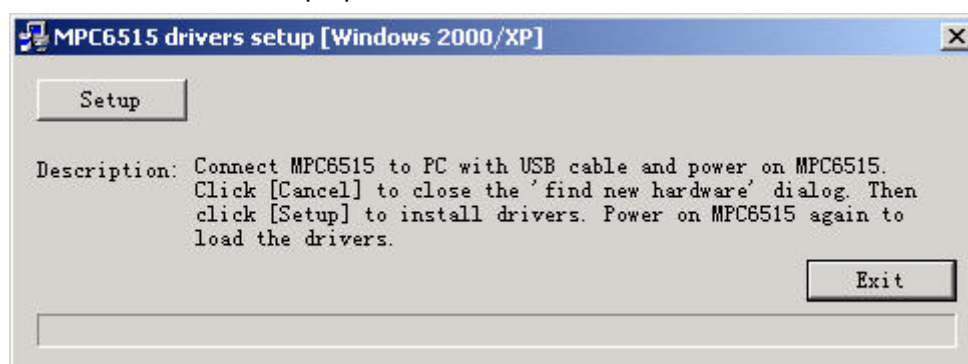 MPC6515 drivers setup [Windows 2000/XP]
Setup
Description: Connect MPC6515 to PC with USB cable and power on MPC6515.
Click [Cancel] to close the 'find new hardware' dialog. Then
click [Setup] to install drivers. Power on MPC6515 again to
load the drivers.
Exit